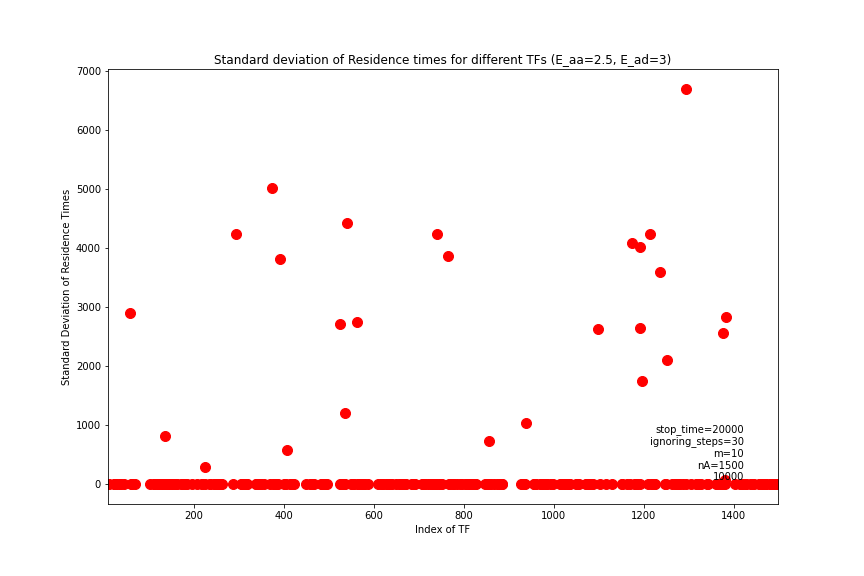 Standard deviation of Residence times for different TFs (E_aa=2.5, E_ad=3)
Standard Deviation of Residence Times
7000
6000
5000
4000
3000
2000
1000
0
stop_time=20000
ignoring_steps=30
m=10
nA=1500
10000
200
400
600
800
1000
1200
1400
Index of TF